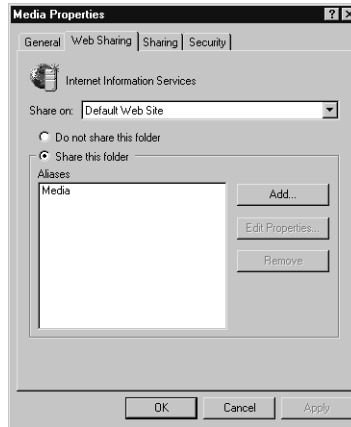 Media Properties
General Web Sharing Sharing Security
Internet Information Services
Share on: Default Web Site
Do not share this folder
Share this folder
Aliases
Media
Add...
Edit Properties...
Remove
OK Cancel Apply